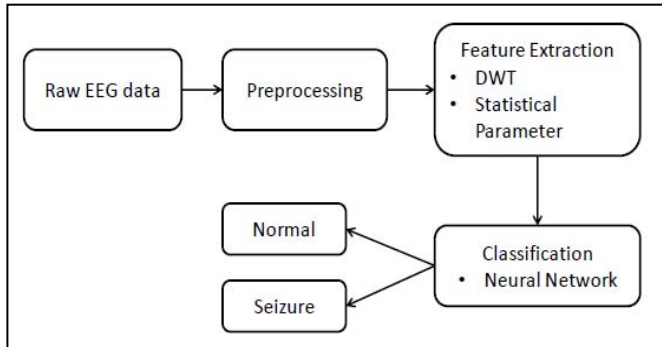 Raw EEG data
Preprocessing
Feature Extraction
• DWT
• Statistical
Parameter
Classification
• Neural Network
Normal
Seizure